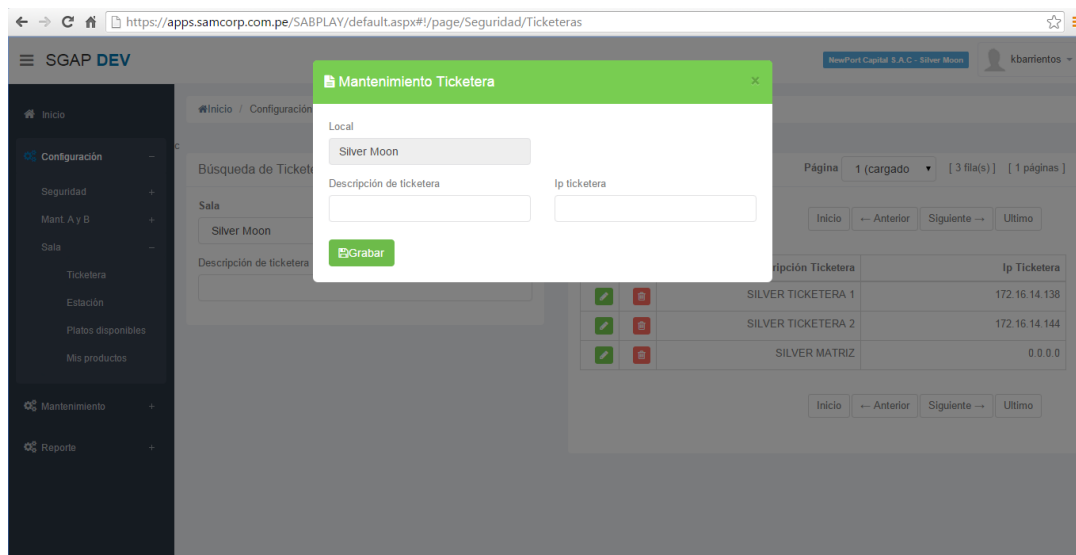 https://apps.samcorp.com.pe/SABPLAY/default.aspx#!/page/Seguridad/Ticketeras
SGAP DEV
NewPort Capital S.A.C - Silver Moon
kbarrientos
Mantenimiento Ticketera
×
Inicio
Inicio / Configuración
Local
Silver Moon
Configuración −
c
Búsqueda de Tickete
Página 1 (cargado [ 3 fila(s) ] [ 1 páginas ]
Descripción de ticketera Ip ticketera
Seguridad +
Sala
Mant. A y B +
Inicio ← Anterior Siguiente → Ultimo
Silver Moon
Sala −
Grabar
Descripción de ticketera
ripción Ticketera Ip Ticketera
Ticketera
SILVER TICKETERA 1 172.16.14.138
Estación
SILVER TICKETERA 2 172.16.14.144
Platos disponibles
SILVER MATRIZ 0.0.0.0
Mis productos
Mantenimiento +
Inicio ← Anterior Siguiente → Ultimo
Reporte +